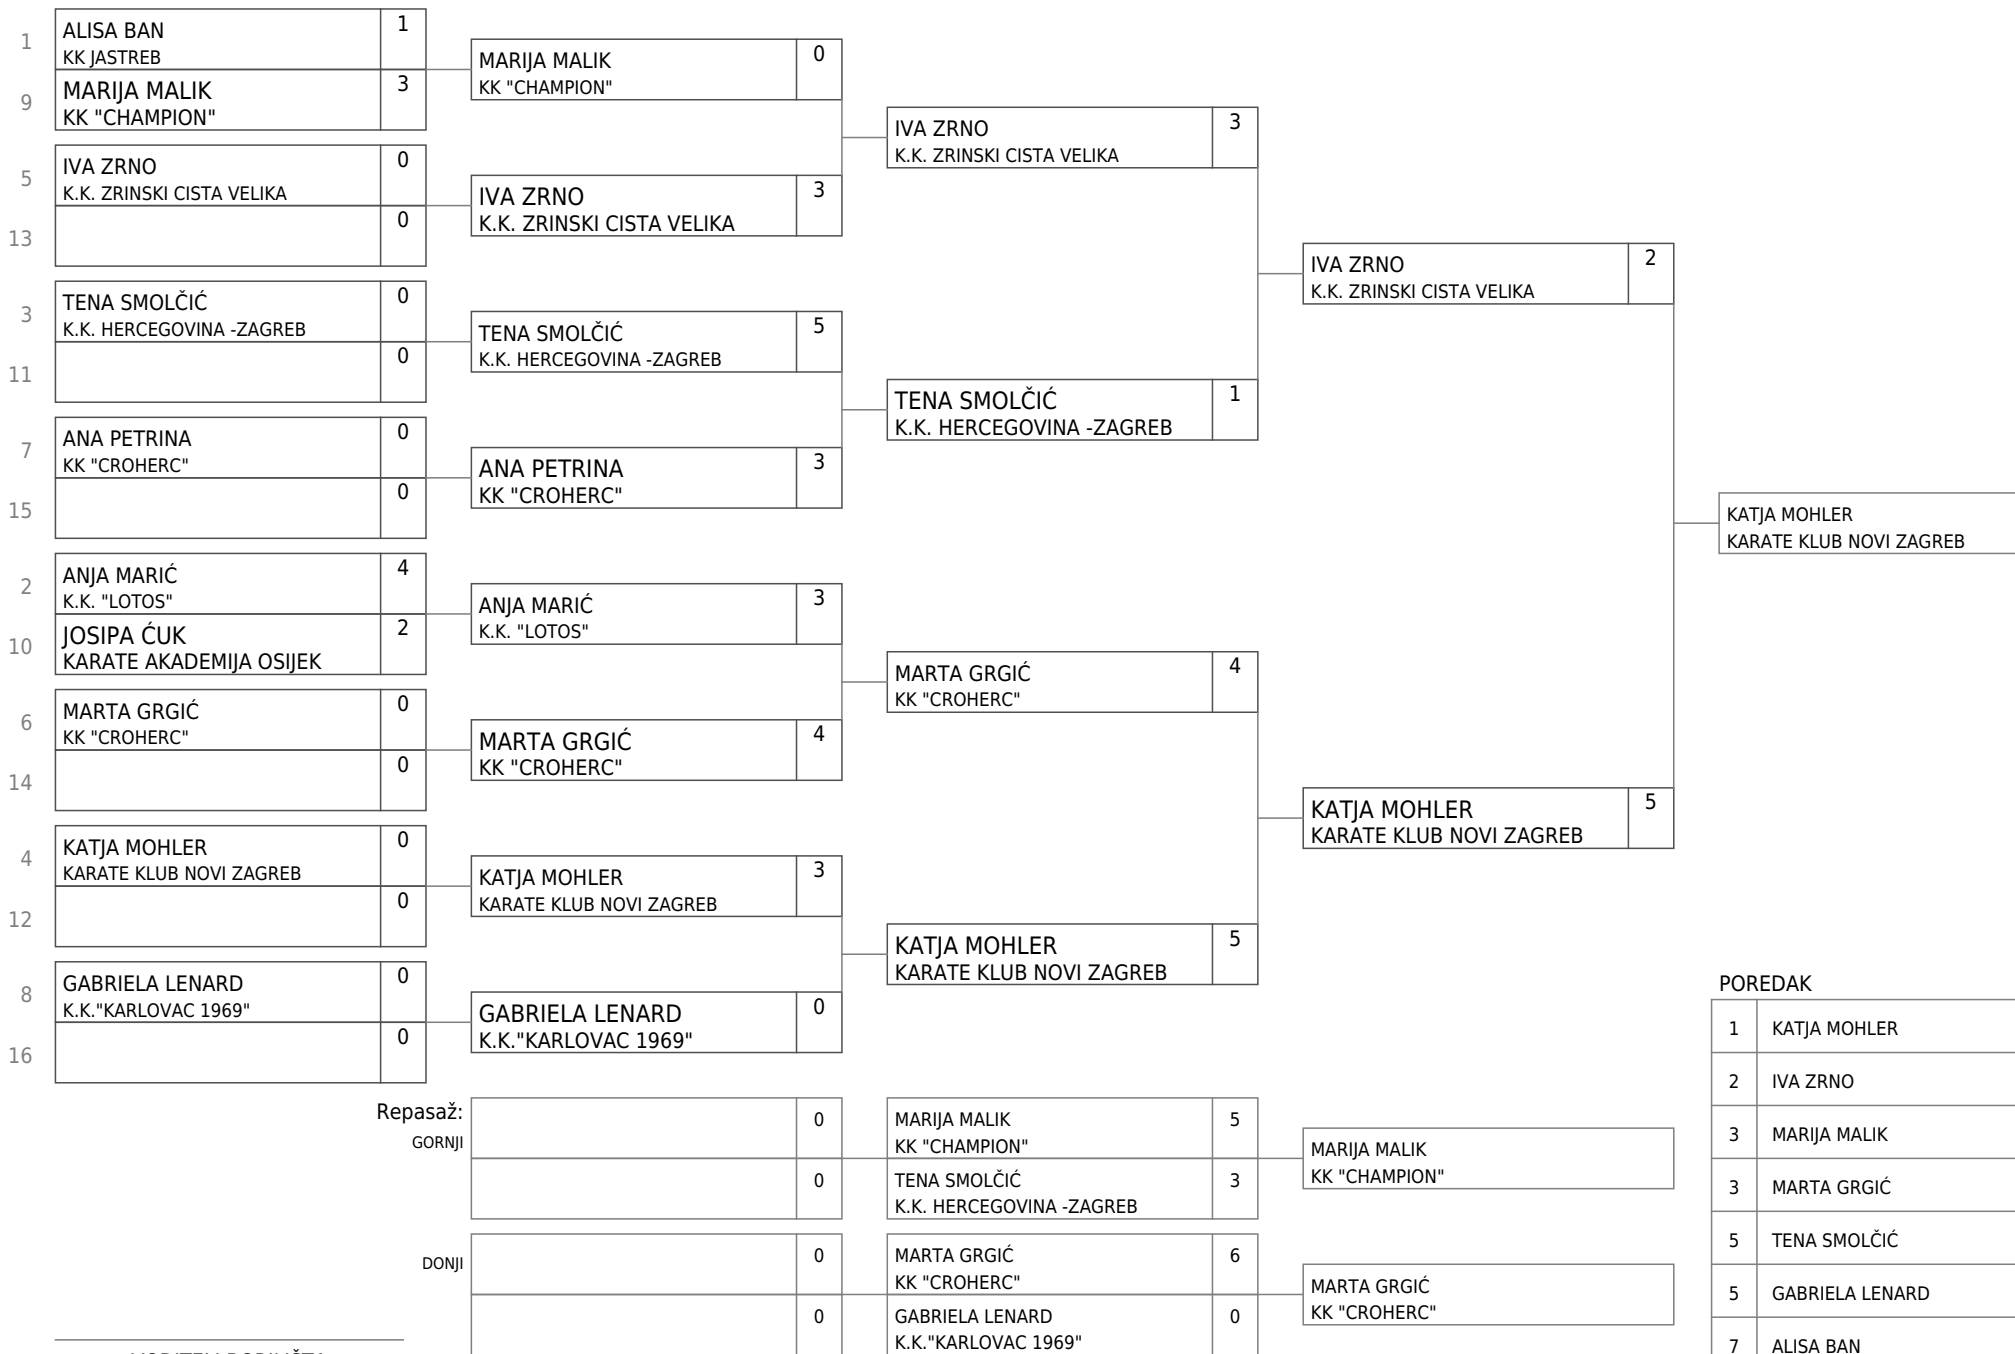 1
ALISA BAN
KK JASTREB
1
9
MARIJA MALIK
KK "CHAMPION"
3
5
IVA ZRNO
K.K. ZRINSKI CISTA VELIKA
0
13
0
3
TENA SMOLČIĆ
K.K. HERCEGOVINA -ZAGREB
0
11
0
7
ANA PETRINA
KK "CROHERC"
0
15
0
2
ANJA MARIĆ
K.K. "LOTOS"
4
10
JOSIPA ĆUK
KARATE AKADEMIJA OSIJEK
2
6
MARTA GRGIĆ
KK "CROHERC"
0
14
0
4
KATJA MOHLER
KARATE KLUB NOVI ZAGREB
0
12
0
8
GABRIELA LENARD
K.K."KARLOVAC 1969"
0
16
0
MARIJA MALIK
KK "CHAMPION"
0
IVA ZRNO
K.K. ZRINSKI CISTA VELIKA
3
TENA SMOLČIĆ
K.K. HERCEGOVINA -ZAGREB
5
ANA PETRINA
KK "CROHERC"
3
ANJA MARIĆ
K.K. "LOTOS"
3
MARTA GRGIĆ
KK "CROHERC"
4
KATJA MOHLER
KARATE KLUB NOVI ZAGREB
3
GABRIELA LENARD
K.K."KARLOVAC 1969"
0
IVA ZRNO
K.K. ZRINSKI CISTA VELIKA
3
TENA SMOLČIĆ
K.K. HERCEGOVINA -ZAGREB
1
MARTA GRGIĆ
KK "CROHERC"
4
KATJA MOHLER
KARATE KLUB NOVI ZAGREB
5
IVA ZRNO
K.K. ZRINSKI CISTA VELIKA
2
KATJA MOHLER
KARATE KLUB NOVI ZAGREB
5
KATJA MOHLER
KARATE KLUB NOVI ZAGREB
Repasaž:
GORNJI
0
0
MARIJA MALIK
KK "CHAMPION"
5
TENA SMOLČIĆ
K.K. HERCEGOVINA -ZAGREB
3
MARIJA MALIK
KK "CHAMPION"
DONJI
0
0
MARTA GRGIĆ
KK "CROHERC"
6
GABRIELA LENARD
K.K."KARLOVAC 1969"
0
MARTA GRGIĆ
KK "CROHERC"
POREDAK
1 KATJA MOHLER
2 IVA ZRNO
3 MARIJA MALIK
3 MARTA GRGIĆ
5 TENA SMOLČIĆ
5 GABRIELA LENARD
7 ALISA BAN